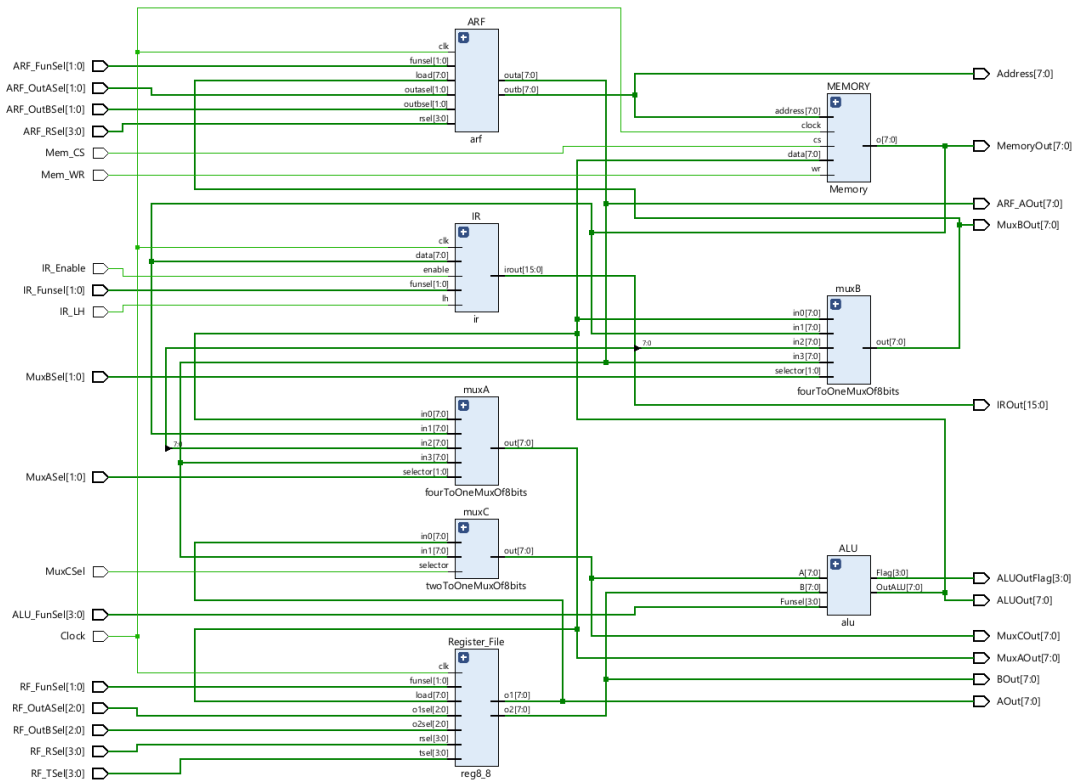 ARF
clk
funsel[1:0]
load[7:0]
outasel[1:0]
outbsel[1:0]
rsel[3:0]
outa[7:0]
outb[7:0]
arf
ARF_FunSel[1:0]
ARF_OutASel[1:0]
ARF_OutBSel[1:0]
ARF_RSel[3:0]
Mem_CS
Mem_WR
Address[7:0]
MEMORY
address[7:0]
clock
cs
data[7:0]
wr
o[7:0]
Memory
MemoryOut[7:0]
ARF_AOut[7:0]
MuxBOut[7:0]
IR
clk
data[7:0]
enable
funsel[1:0]
lh
irout[15:0]
ir
IR_Enable
IR_Funsel[1:0]
IR_LH
muxB
in0[7:0]
in1[7:0]
in2[7:0]
in3[7:0]
selector[1:0]
out[7:0]
fourToOneMuxOf8bits
7:0
MuxBSel[1:0]
IROut[15:0]
muxA
in0[7:0]
in1[7:0]
in2[7:0]
in3[7:0]
selector[1:0]
out[7:0]
fourToOneMuxOf8bits
7:0
MuxASel[1:0]
muxC
in0[7:0]
in1[7:0]
selector
out[7:0]
twoToOneMuxOf8bits
MuxCSel
ALU_FunSel[3:0]
Clock
ALU
A[7:0]
B[7:0]
Funsel[3:0]
Flag[3:0]
OutALU[7:0]
alu
ALUOutFlag[3:0]
ALUOut[7:0]
MuxCOut[7:0]
MuxAOut[7:0]
BOut[7:0]
AOut[7:0]
Register_File
clk
funsel[1:0]
load[7:0]
o1sel[2:0]
o2sel[2:0]
rsel[3:0]
tsel[3:0]
o1[7:0]
o2[7:0]
reg8_8
RF_FunSel[1:0]
RF_OutASel[2:0]
RF_OutBSel[2:0]
RF_RSel[3:0]
RF_TSel[3:0]